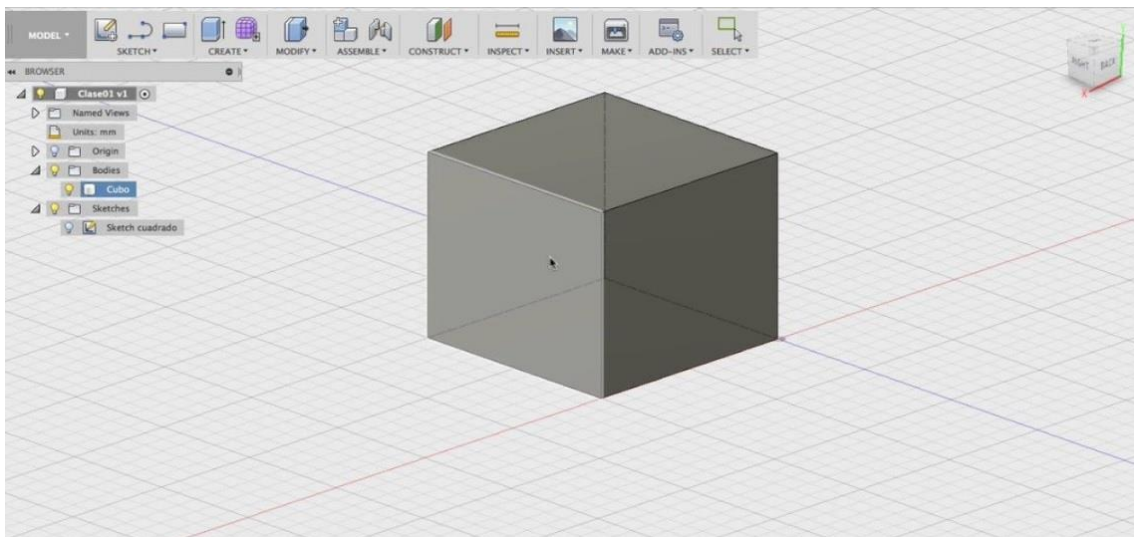 MODEL
SKETCH CREATE MODIFY ASSEMBLE CONSTRUCT INSPECT INSERT MAKE ADD-INS SELECT
BROWSER
Clase01 v1
Named Views
Units: mm
Origin
Bodies
Cubo
Sketches
Sketch cuadrado
RIGHT BACK
X
Y